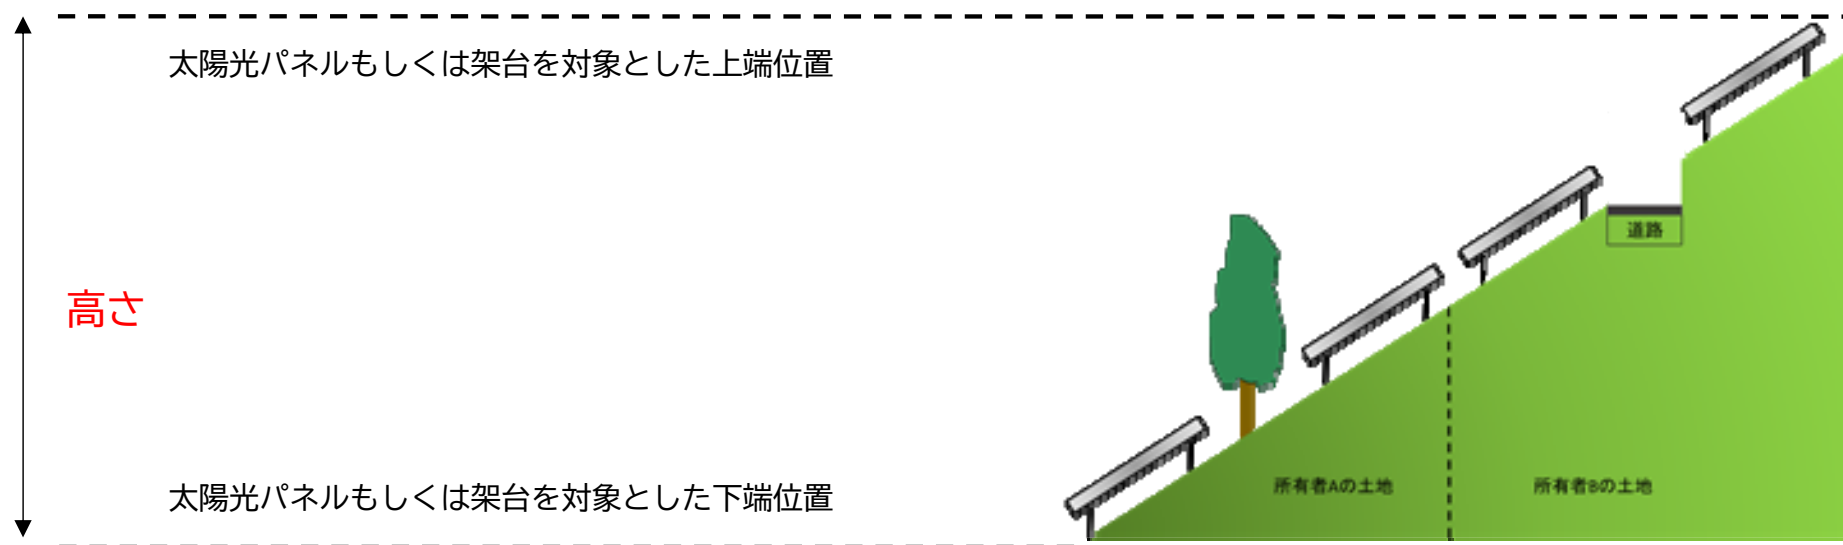 太陽光パネルもしくは架台を対象とした上端位置
道路
高さ
所有者Aの土地
所有者Bの土地
太陽光パネルもしくは架台を対象とした下端位置